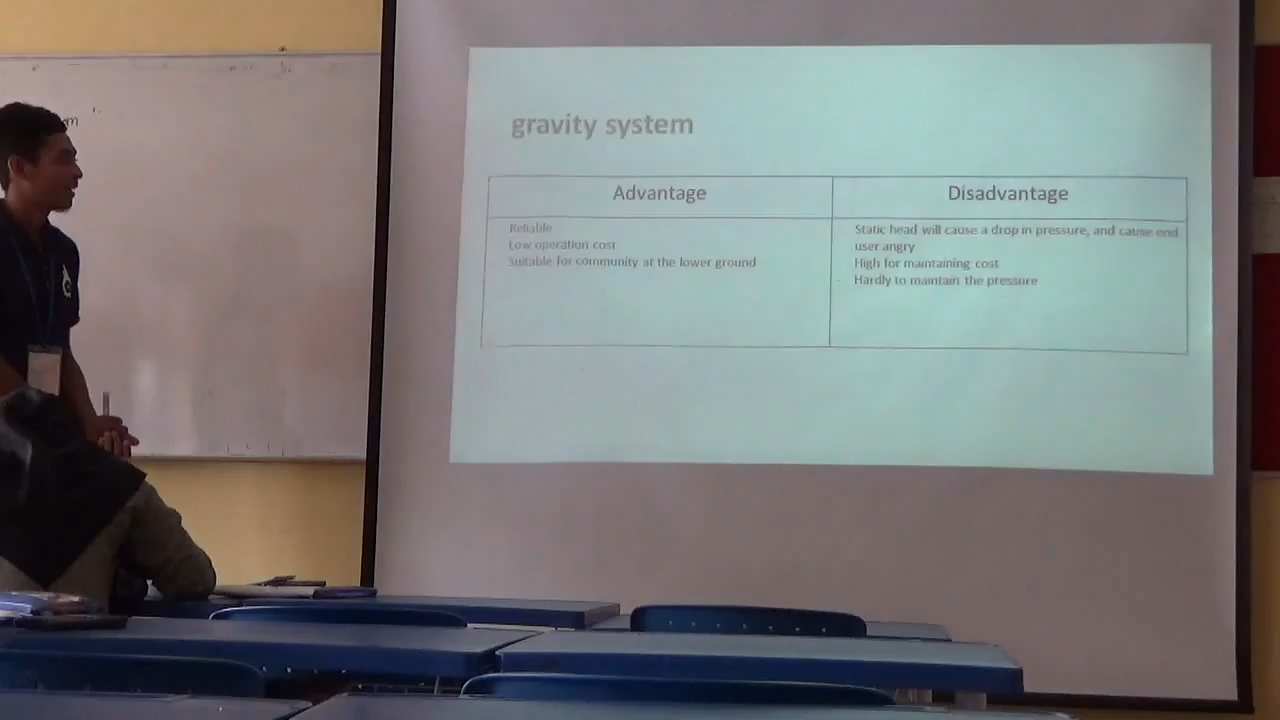 gravity system
Advantage
Disadvantage
Reliable
Low operation cost
Suitable for community at the lower ground
Static head will cause a drop in pressure, and cause end
user angry
High for maintaining cost
Hardly to maintain the pressure